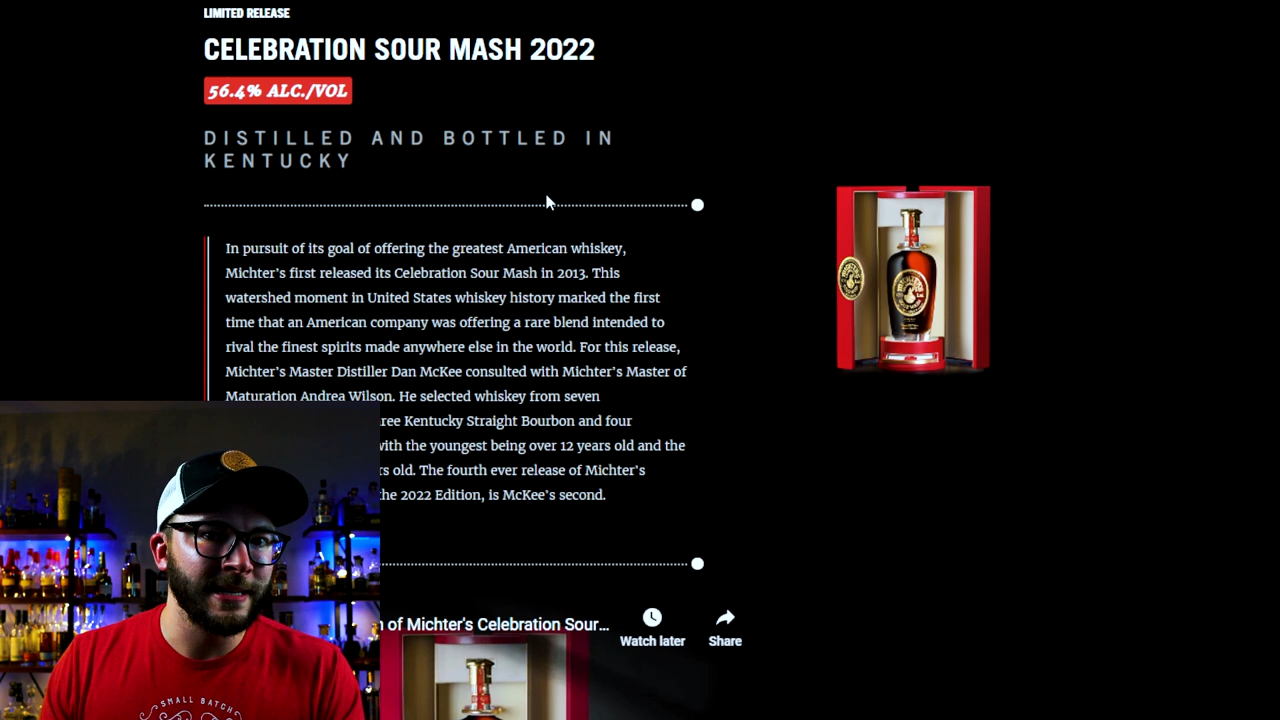 LIMITED RELEASE
CELEBRATION SOUR MASH 2022
56.4% ALC./VOL
DISTILLED AND BOTTLED IN
KENTUCKY
In pursuit of its goal of offering the greatest American whiskey,
Michter's first released its Celebration Sour Mash in 2013. This
watershed moment in United States whiskey history marked the first
time that an American company was offering a rare blend intended to
rival the finest spirits made anywhere else in the world. For this release,
Michter's Master Distiller Dan McKee consulted with Michter's Master of
Maturation Andrea Wilson. He selected whiskey from seven
Kentucky Straight Bourbon and four
with the youngest being over 12 years old and the
old. The fourth ever release of Michter's
the 2022 Edition, is McKee's second.
of Michter's Celebration Sour...
Watch later
Share
SMALL BATCH